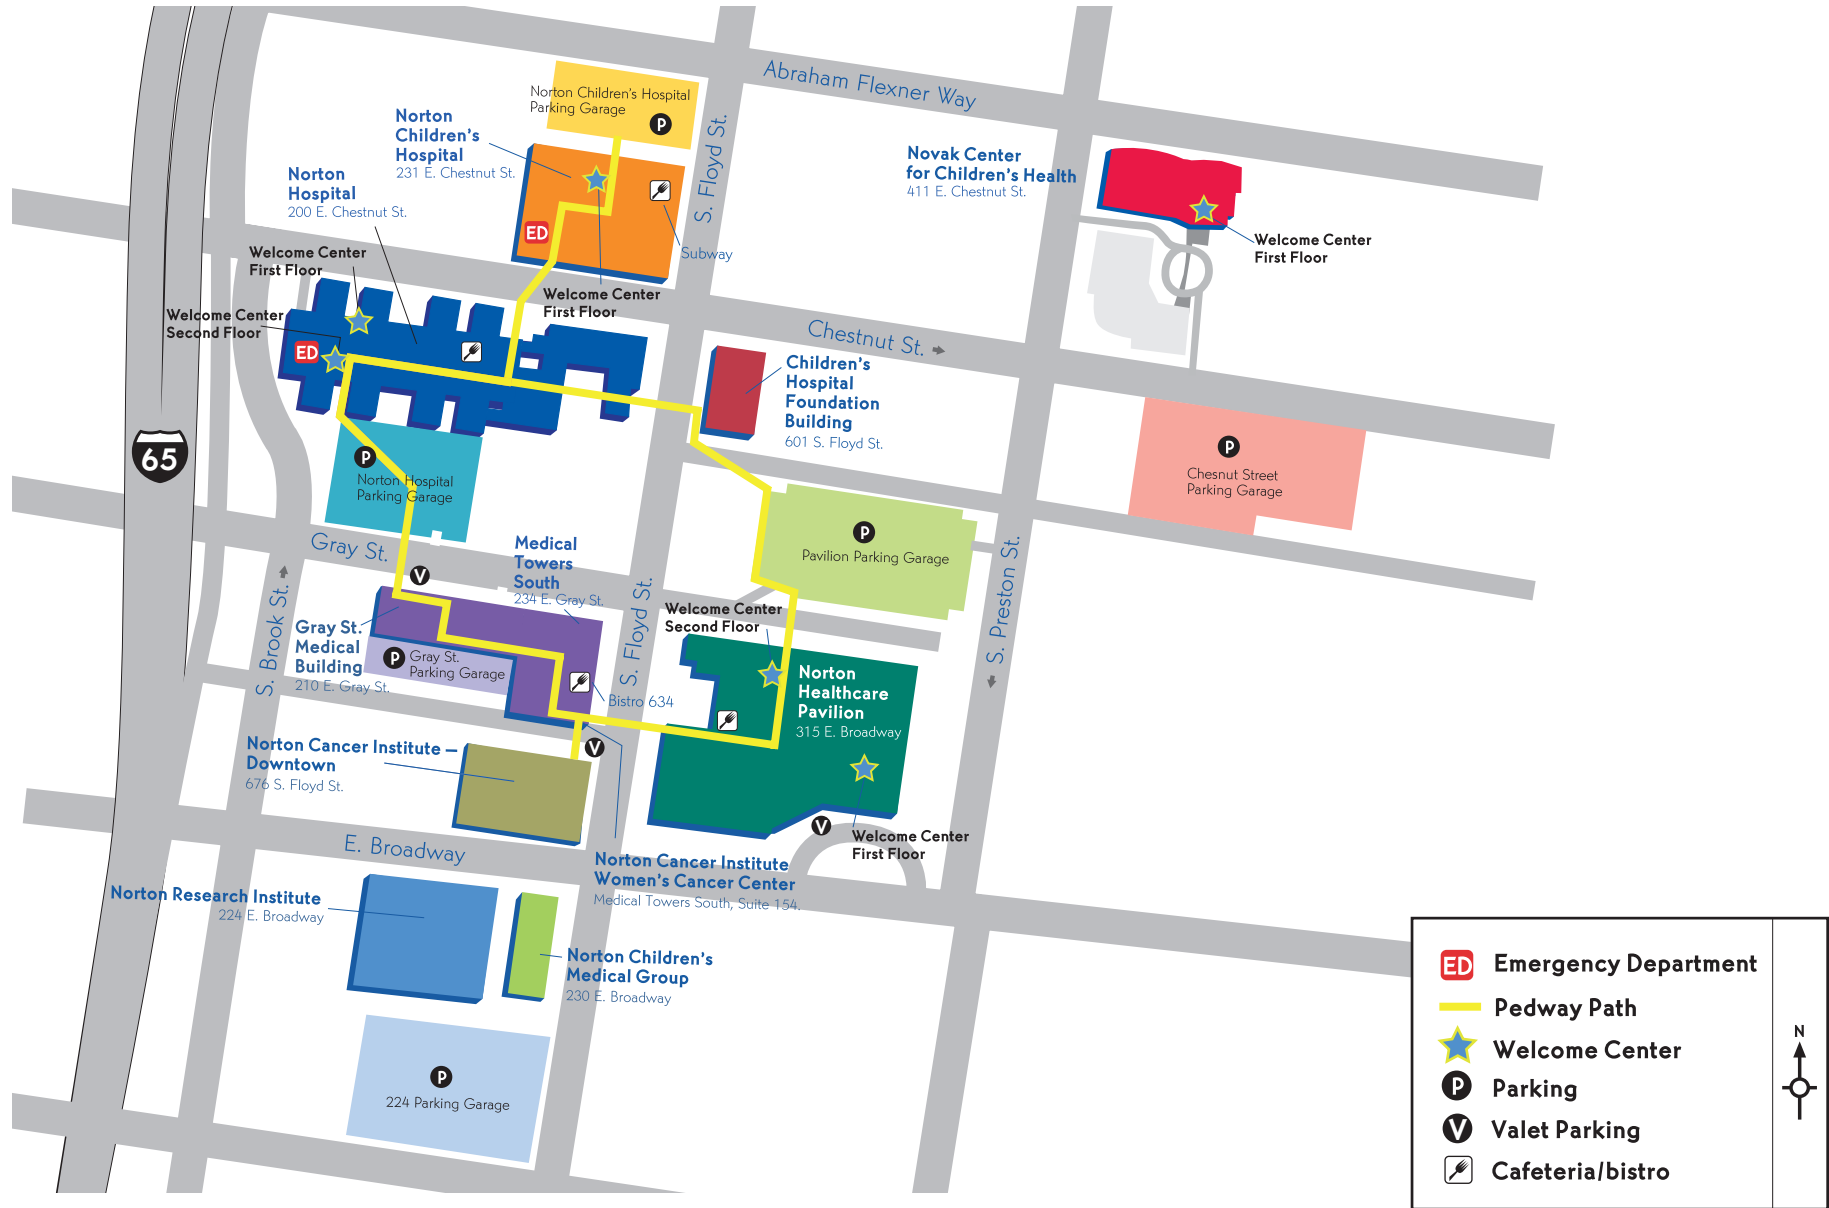 Abraham Flexner Way
Norton Children's Hospital
Parking Garage
P
Norton
Children's
Hospital
231 E. Chestnut St.
S. Floyd St.
Novak Center
for Children's Health
411 E. Chestnut St.
Norton
Hospital
200 E. Chestnut St.
ED
Subway
Welcome Center
First Floor
Welcome Center
First Floor
Welcome Center
First Floor
Welcome Center
Second Floor
ED
Chestnut St.
Children's
Hospital
Foundation
Building
601 S. Floyd St.
65
P
Norton Hospital
Parking Garage
P
Chesnut Street
Parking Garage
P
Pavilion Parking Garage
Gray St.
V
Medical
Towers
South
234 E. Gray St.
S. Brook St.
S. Floyd St.
S. Preston St.
Welcome Center
Second Floor
Gray St.
Medical
Building
210 E. Gray St.
P
Gray St.
Parking Garage
Bistro 634
Norton
Healthcare
Pavilion
315 E. Broadway
Norton Cancer Institute –
Downtown
676 S. Floyd St.
V
V
Welcome Center
First Floor
E. Broadway
Norton Cancer Institute
Women's Cancer Center
Medical Towers South, Suite 154.
Norton Research Institute
224 E. Broadway
Norton Children's
Medical Group
230 E. Broadway
P
224 Parking Garage
ED Emergency Department
Pedway Path
Welcome Center
P Parking
V Valet Parking
Cafeteria/bistro
N